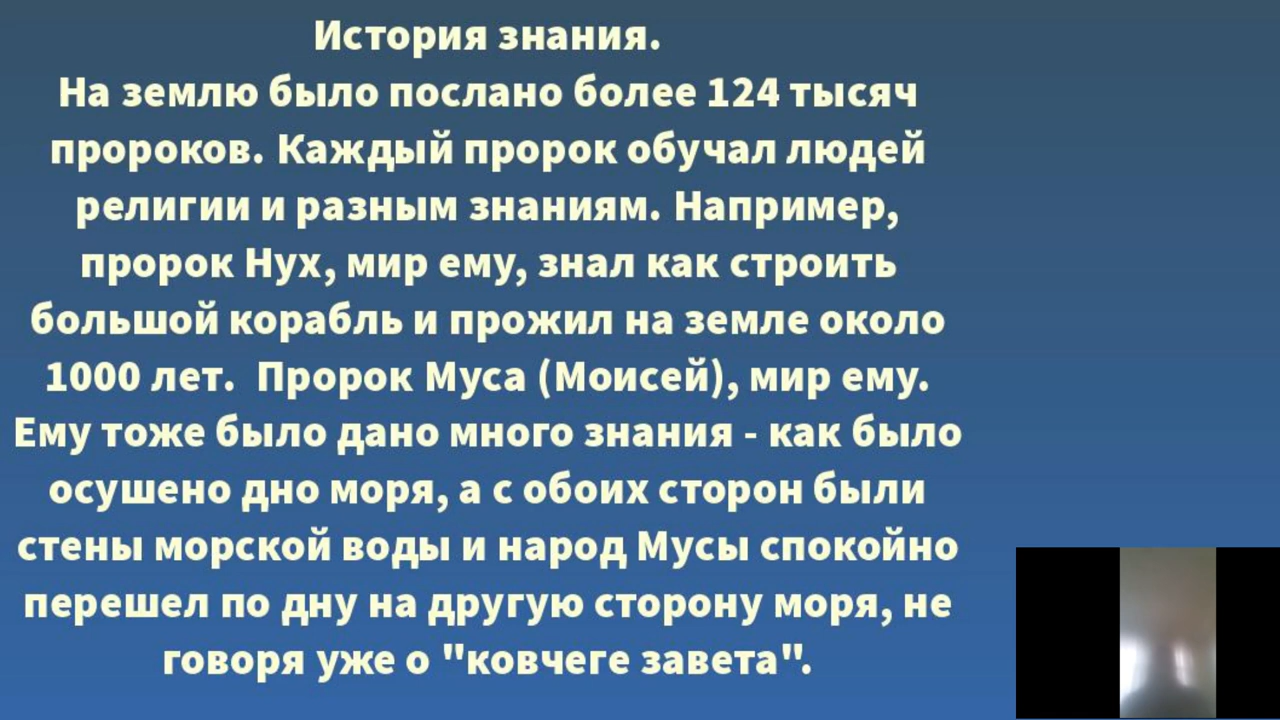 История знания.
На землю было послано более 124 тысяч
пророков. Каждый пророк обучал людей
религии и разным знаниям. Например,
пророк Нух, мир ему, знал как строить
большой корабль и прожил на земле около
1000 лет.  Пророк Муса (Моисей), мир ему.
Ему тоже было дано много знания - как было
осушено дно моря, а с обоих сторон были
стены морской воды и народ Мусы спокойно
перешел по дну на другую сторону моря, не
говоря уже о "ковчеге завета".